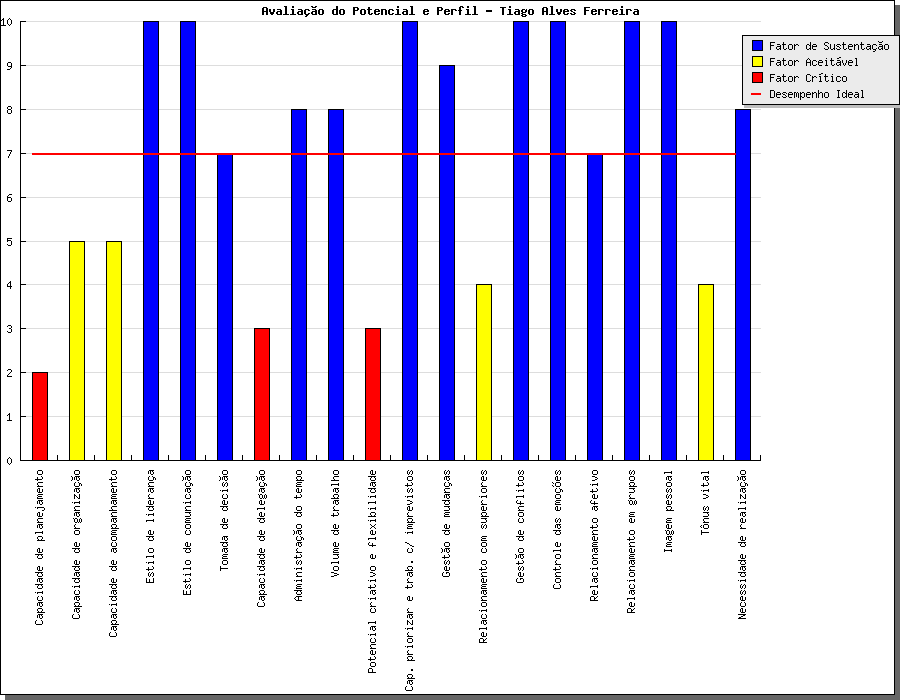 Avaliação do Potencial e Perfil - Tiago Alves Ferreira
Fator de Sustentação
Fator Aceitável
Fator Crítico
Desempenho Ideal
10
9
8
7
6
5
4
3
2
1
0
Capacidade de planejamento
Capacidade de organização
Capacidade de acompanhamento
Estilo de liderança
Estilo de comunicação
Tomada de decisão
Capacidade de delegação
Administração do tempo
Volume de trabalho
Potencial criativo e flexibilidade
Cap. priorizar e trab. c/ imprevistos
Gestão de mudanças
Relacionamento com superiores
Gestão de conflitos
Controle das emoções
Relacionamento afetivo
Relacionamento em grupos
Imagem pessoal
Tônus vital
Necessidade de realização